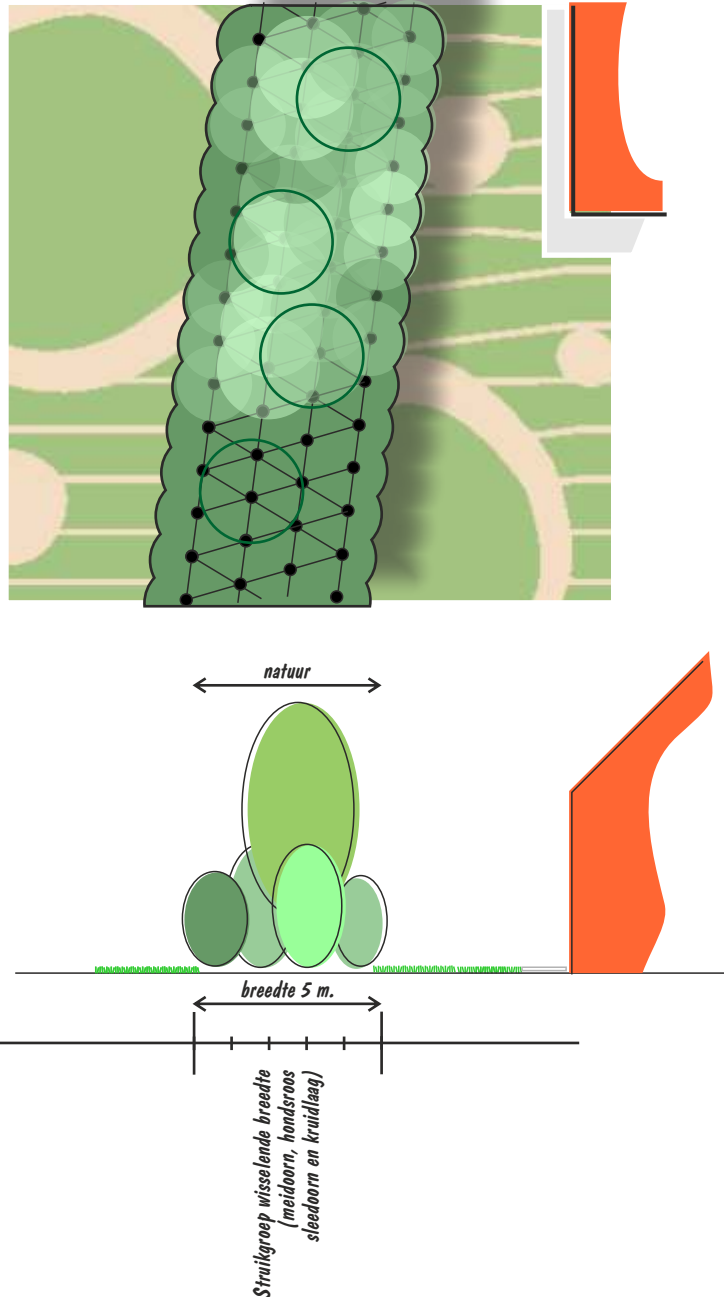 natuur
breedte 5 m.
Struikgroep wisselende breedte
(meidoorn, hondsroos
sleedoorn en kruidlaag)